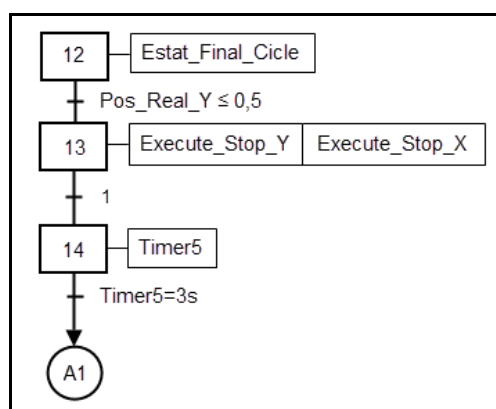 12 Estat_Final_Cicle
Pos_Real_Y ≤ 0,5
13 Execute_Stop_Y Execute_Stop_X
1
14 Timer5
Timer5=3s
A1